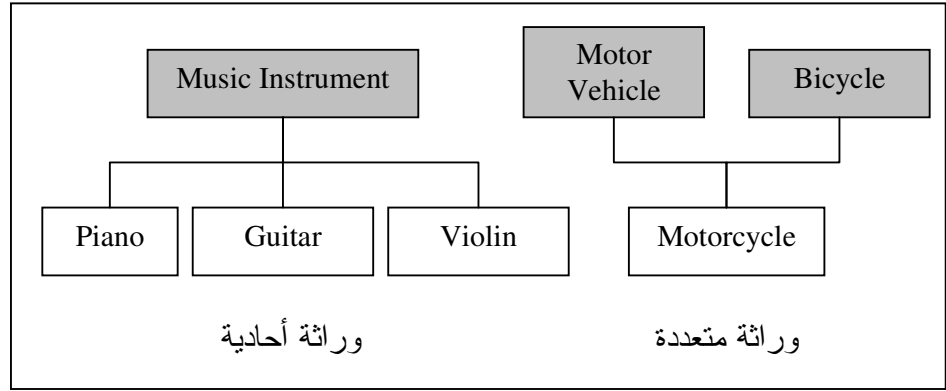 Music Instrument
Motor
Vehicle
Bicycle
Piano
Guitar
Violin
Motorcycle
وراثة أحادية
وراثة متعددة